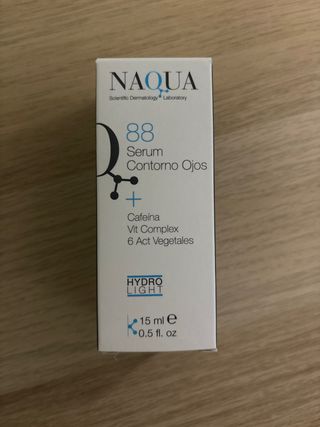 NAQUA
Scientific Dermatology Laboratory
88
Serum
Contorno Ojos
+
Cafeína
Vit Complex
6 Act Vegetales
HYDRO
LIGHT
15 ml e
0.5 fl. oz